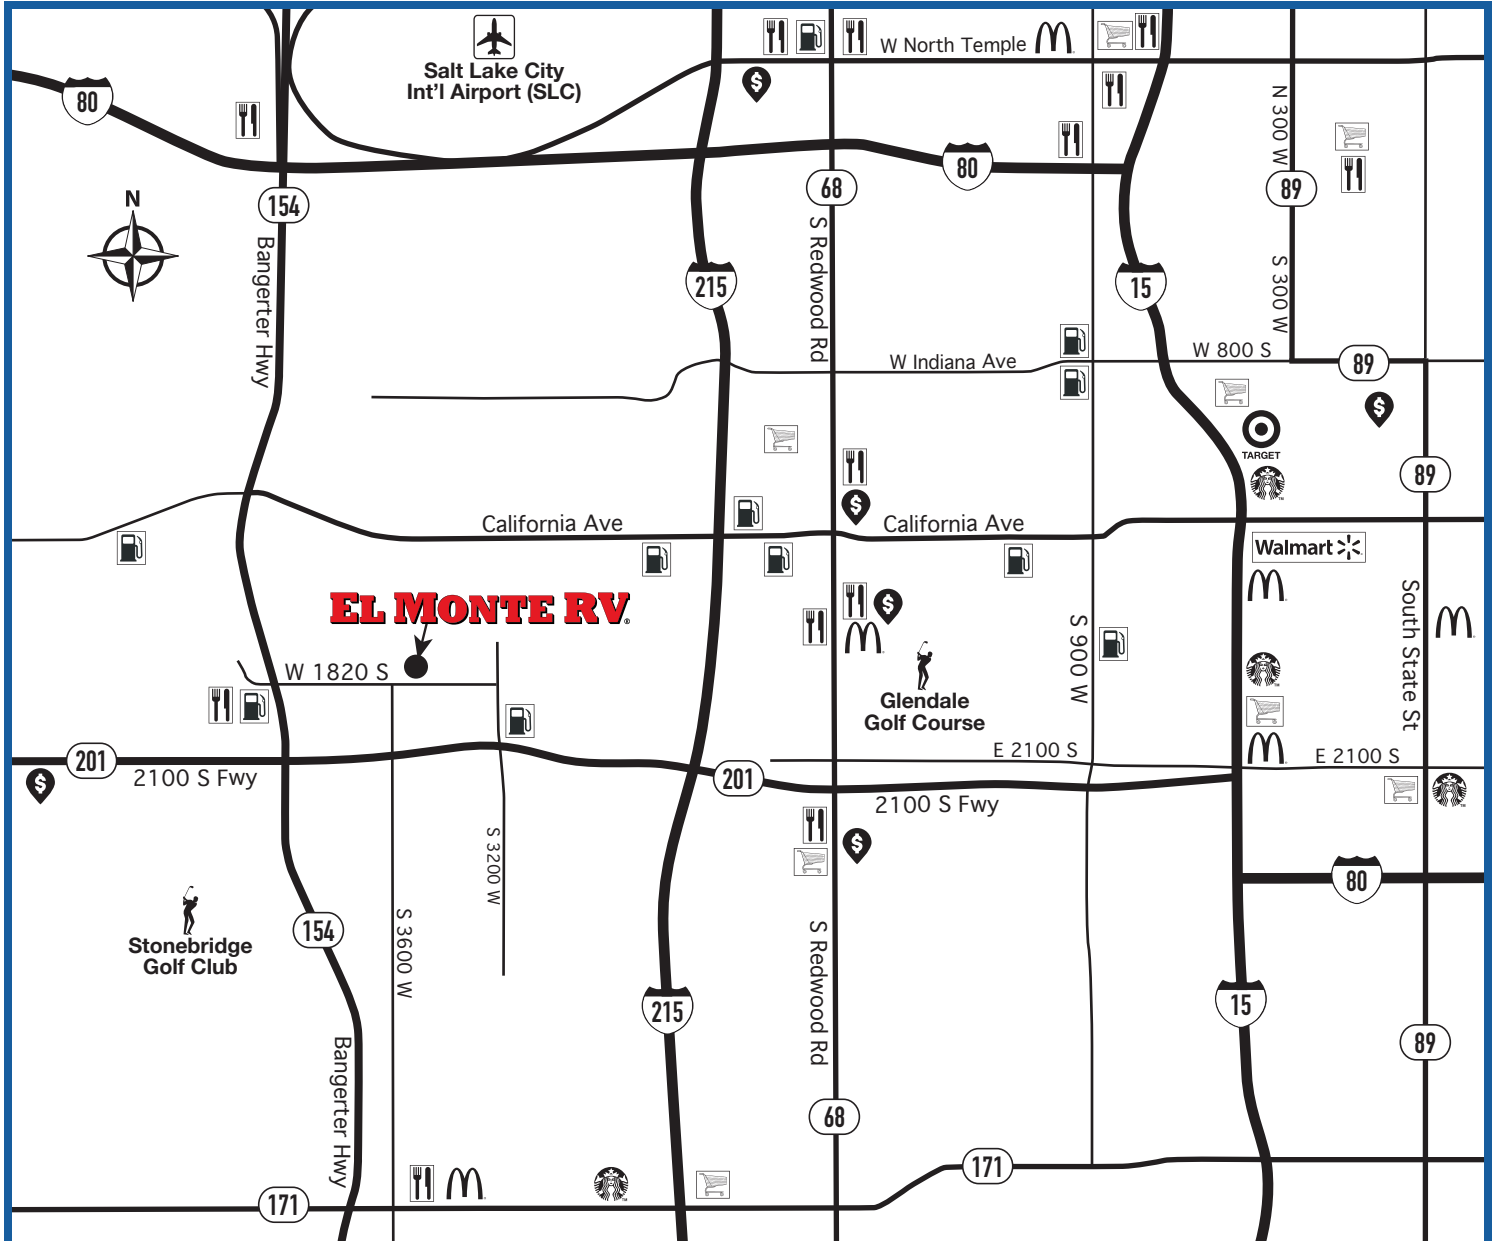 W North Temple
Salt Lake City
Int'l Airport (SLC)
80
N 300 W
80
68
89
154
N
S Redwood Rd
Bangerter Hwy
S 300 W
215
15
W Indiana Ave
W 800 S
89
TARGET
89
California Ave
California Ave
Walmart
EL MONTE RV®
South State St
S 900 W
W 1820 S
Glendale
Golf Course
E 2100 S
E 2100 S
201
2100 S Fwy
201
2100 S Fwy
S 3200 W
80
154
Stonebridge
Golf Club
S 3600 W
S Redwood Rd
215
15
89
Bangerter Hwy
68
171
171